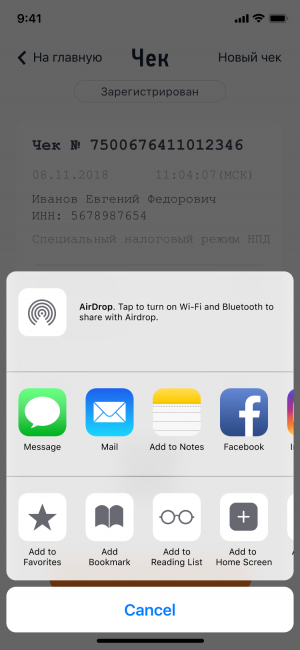 9:41
На главную
Чек
Новый чек
Зарегистрирован
Чек № 7500676411012346
08.11.2018 11:04:07(МСК)
Иванов Евгений Федорович
ИНН: 5678987654
Специальный налоговый режим НПД
AirDrop. Tap to turn on Wi-Fi and Bluetooth to
share with Airdrop.
Message
Mail
Add to Notes
Facebook
Add to
Favorites
Add
Bookmark
Add to
Reading List
Add to
Home Screen
Cancel